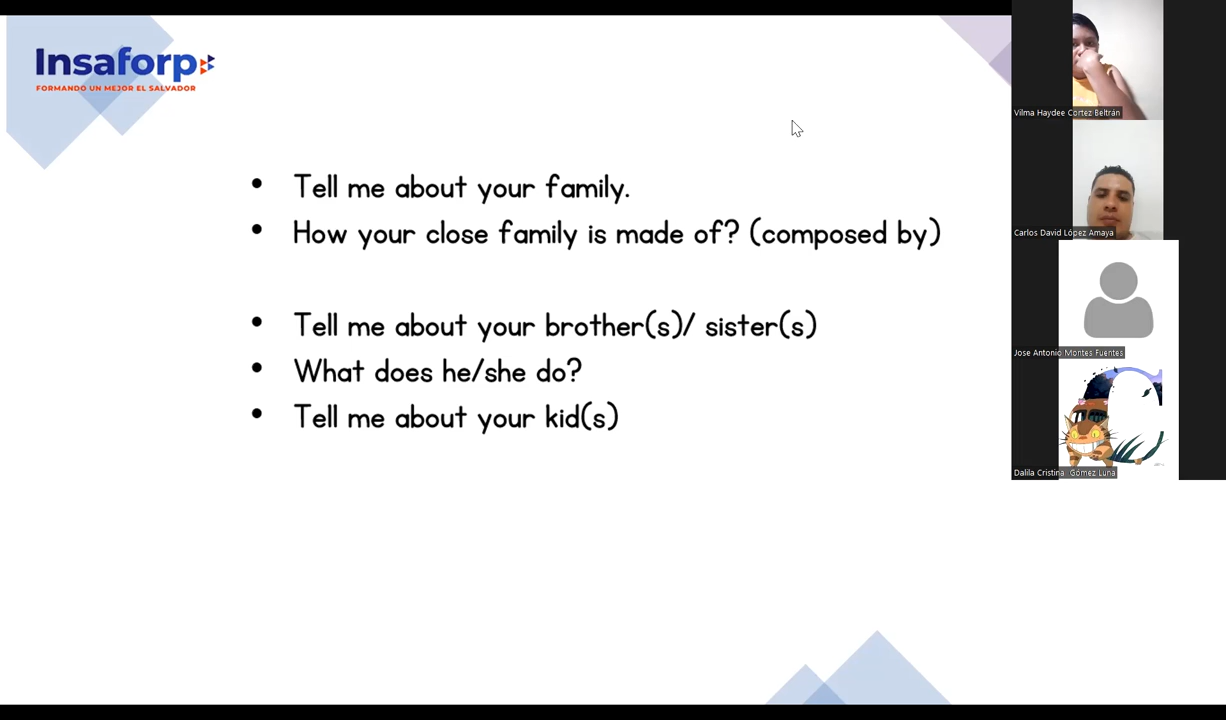 Insaforp
FORMANDO UN MEJOR EL SALVADOR
• Tell me about your family.
• How your close family is made of? (composed by)
• Tell me about your brother(s)/ sister(s)
• What does he/she do?
• Tell me about your kid(s)
Vilma Haydee Cortez Beltrán
Carlos David López Amaya
Jose Antonio Montes Fuentes
Dalila Cristina Gómez Luna